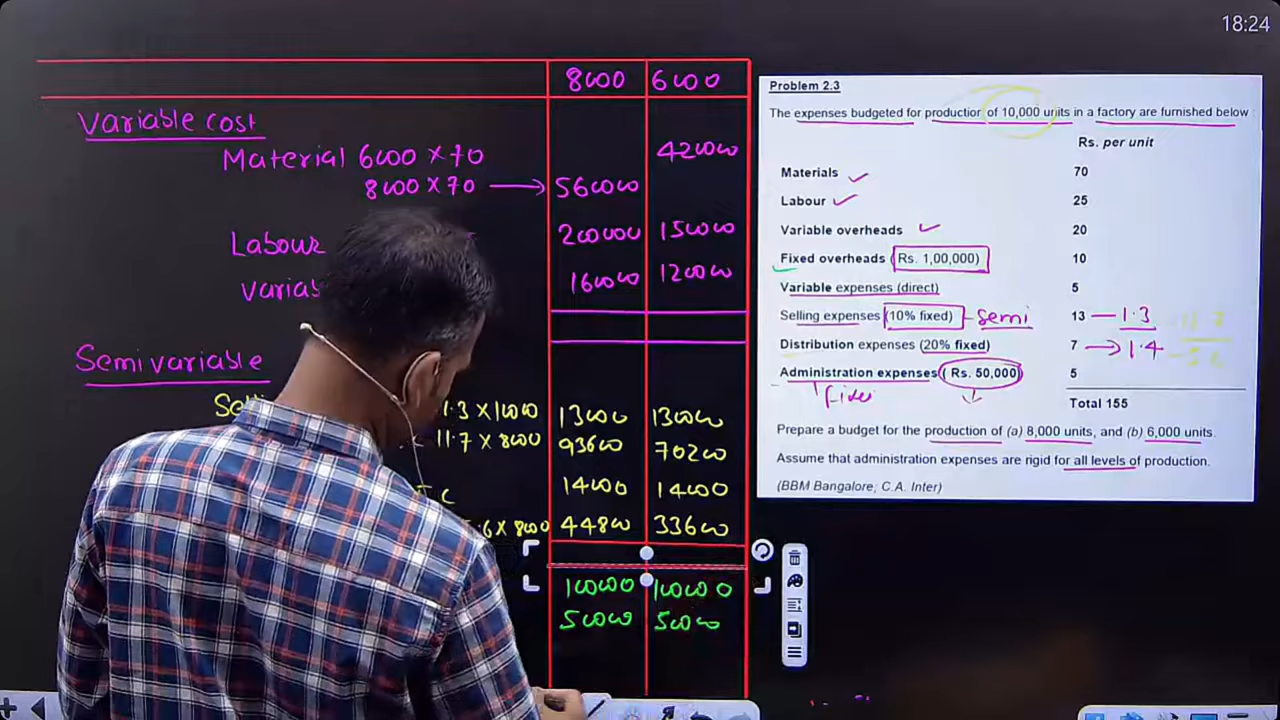 18:24
8000 6000
Variable cost
Material 6000 × 70 42000
8000 × 70 → 560000
Labour 200000 150000
160000 120000
Semivariable
1.3 × 1000 13000 13000
11.7 × 800 93600 70200
14000 14000
C
.6 × 800 44800 33600
100000 100000
50000 50000
Problem 2.3
The expenses budgeted for production of 10,000 units in a factory are furnished below
Rs. per unit
Materials 70
Labour 25
Variable overheads 20
Fixed overheads (Rs. 1,00,000) 10
Variable expenses (direct) 5
Selling expenses (10% fixed) - semi 13 — 1.3
Distribution expenses (20% fixed) 7 → 1.4
Administration expenses ( Rs. 50,000) 5
Total 155
Prepare a budget for the production of (a) 8,000 units, and (b) 6,000 units.
Assume that administration expenses are rigid for all levels of production.
(BBM Bangalore; C.A. Inter)